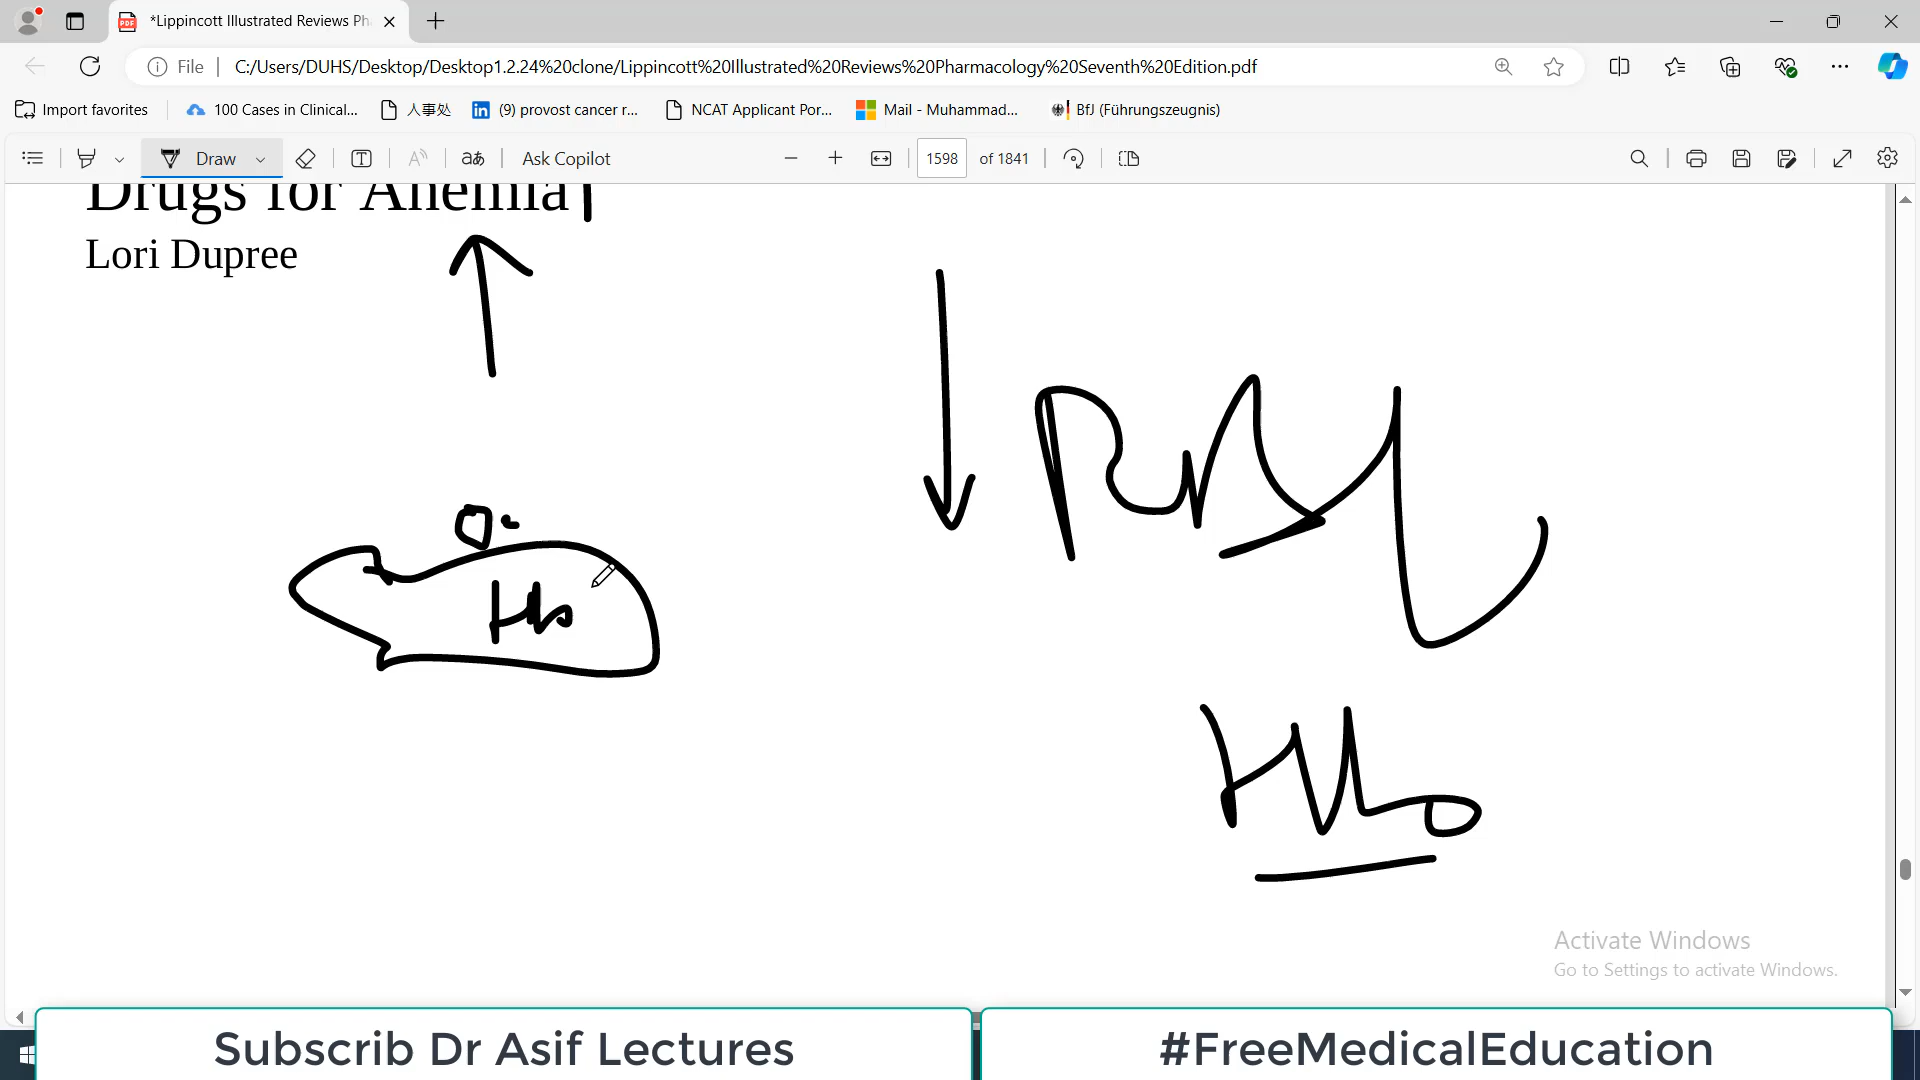 *Lippincott Illustrated Reviews Ph
File
C:/Users/DUHS/Desktop/Desktop1.2.24%20clone/Lippincott%20Illustrated%20Reviews%20Pharmacology%20Seventh%20Edition.pdf
Import favorites
100 Cases in Clinical...
人事处
(9) provost cancer r...
NCAT Applicant Por...
Mail - Muhammad...
BfJ (Führungszeugnis)
Draw
aあ
Ask Copilot
1598 of 1841
Drugs for Anemia
Lori Dupree
Hb
Hb
Activate Windows
Go to Settings to activate Windows.
Subscrib Dr Asif Lectures
#FreeMedicalEducation